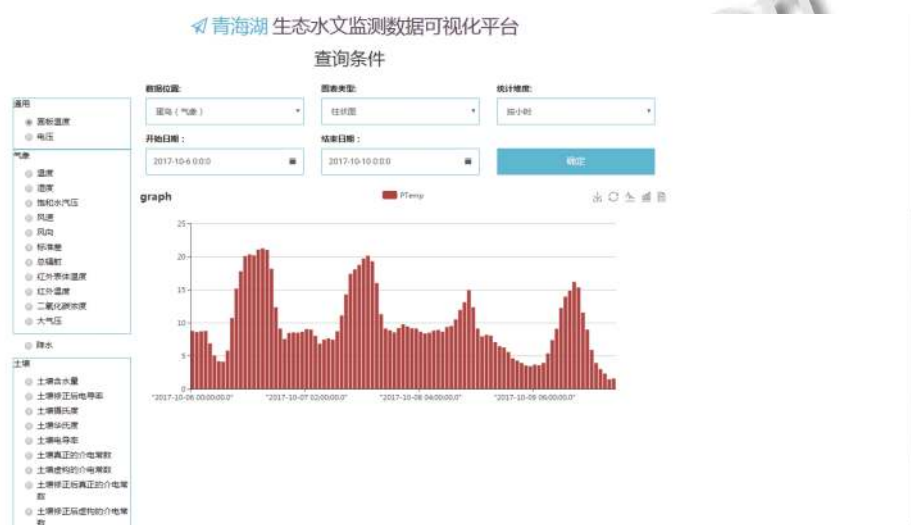 青海湖 生态水文监测数据可视化平台
查询条件
数据位置:
图表类型:
统计维度:
蛋岛（气象）
柱状图
按小时
开始日期：
结束日期：
2017-10-6 0:0:0
2017-10-10 0:0:0
确定
通用
面板温度
电压
气象
温度
湿度
饱和水汽压
风速
风向
标准差
总辐射
红外表体温度
红外温度
二氧化碳浓度
大气压
降水
土壤
土壤含水量
土壤修正后电导率
土壤摄氏度
土壤华氏度
土壤电导率
土壤真正的介电常数
土壤虚构的介电常数
土壤修正后真正的介电常
数
土壤修正后虚构的介电常
数
graph
PTemp
25
20
15
10
5
0
"2017-10-06 00:00:00.0"
"2017-10-07 02:00:00.0"
"2017-10-08 04:00:00.0"
"2017-10-09 06:00:00.0"